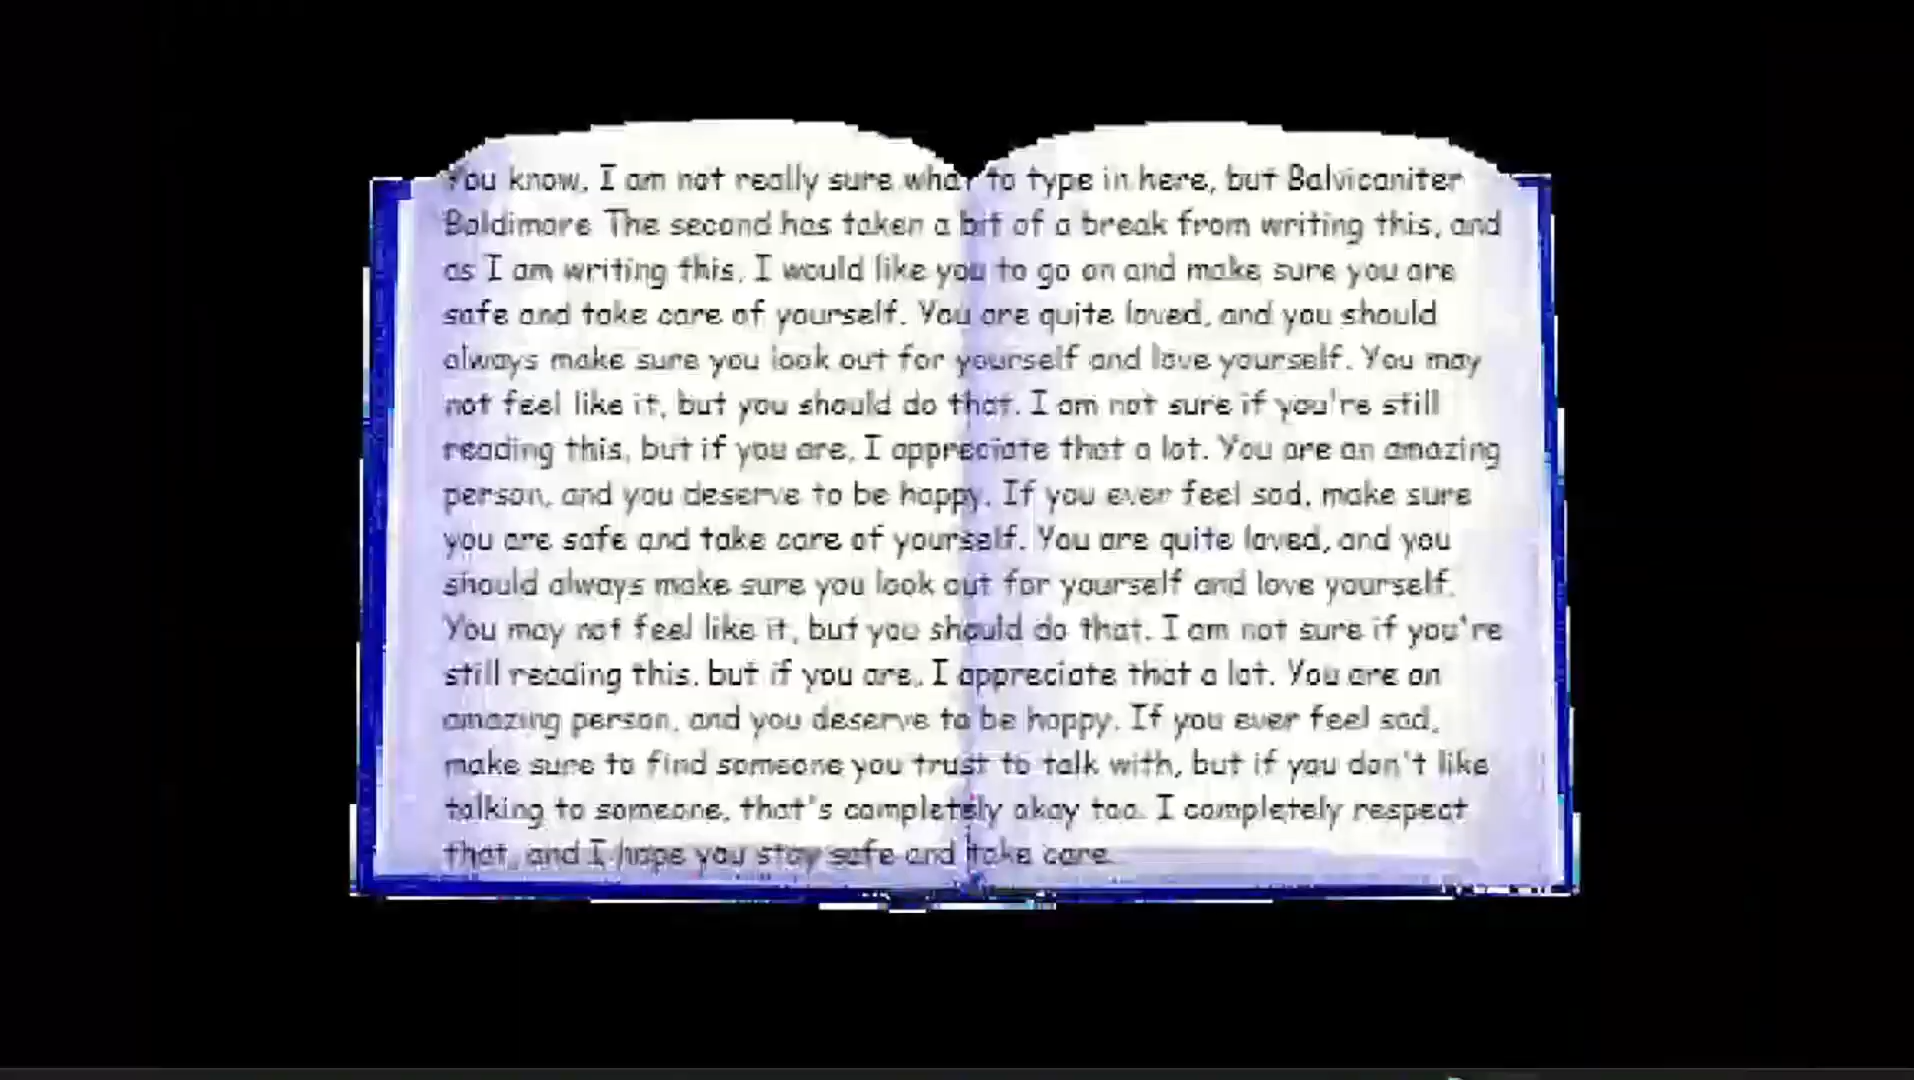 You know, I am not really sure what to type in here, but Balvicaniter
Baldimore The second has taken a bit of a break from writing this, and
as I am writing this, I would like you to go on and make sure you are
safe and take care of yourself. You are quite loved, and you should
always make sure you look out for yourself and love yourself. You may
not feel like it, but you should do that. I am not sure if you're still
reading this, but if you are, I appreciate that a lot. You are an amazing
person, and you deserve to be happy. If you ever feel sad, make sure
you are safe and take care of yourself. You are quite loved, and you
should always make sure you look out for yourself and love yourself.
You may not feel like it, but you should do that. I am not sure if you're
still reading this, but if you are, I appreciate that a lot. You are an
amazing person, and you deserve to be happy. If you ever feel sad,
make sure to find someone you trust to talk with, but if you don't like
talking to someone, that's completely okay too. I completely respect
that, and I hope you stay safe and take care.